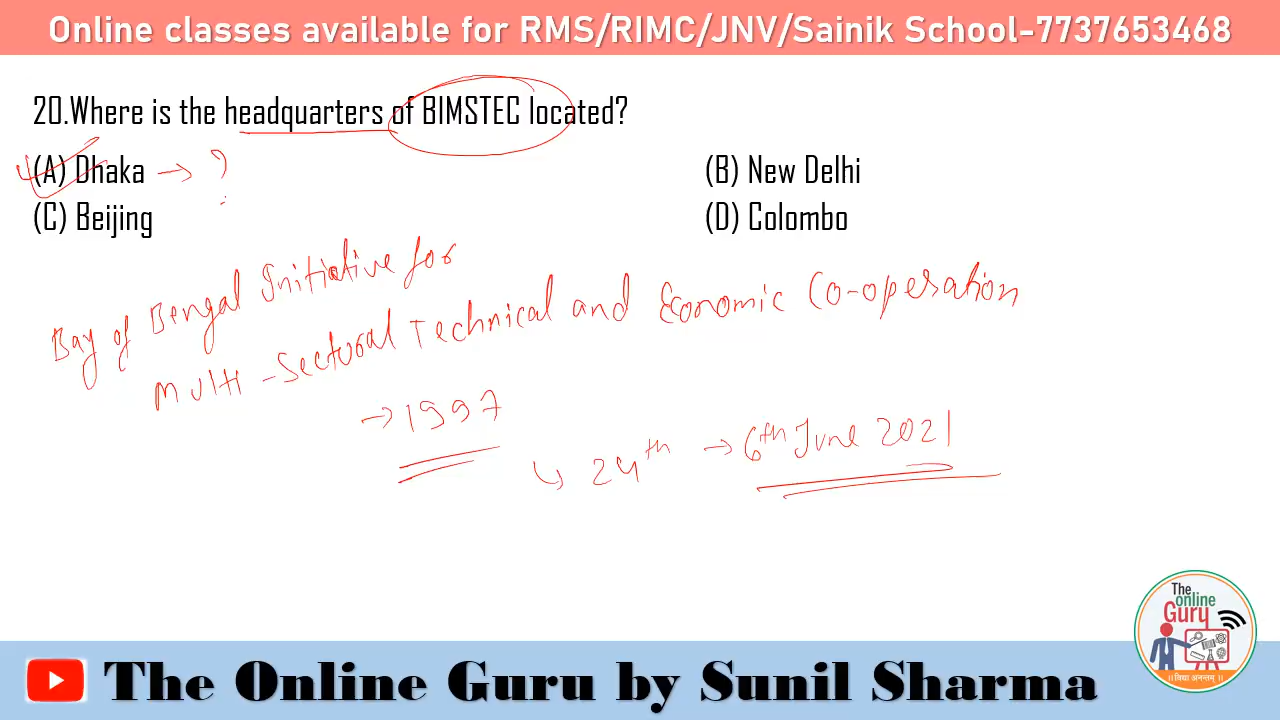 Online classes available for RMS/RIMC/JNV/Sainik School-7737653468
20.Where is the headquarters of BIMSTEC located?
(A) Dhaka → ?
(B) New Delhi
(C) Beijing
(D) Colombo
Bay of Bengal Initiative for
Multi-Sectoral Technical and Economic Co-operation
→ 1997
↳ 24th → 6th June 2021
The
online
Guru
।। विद्या अनन्तम् ।।
The Online Guru by Sunil Sharma